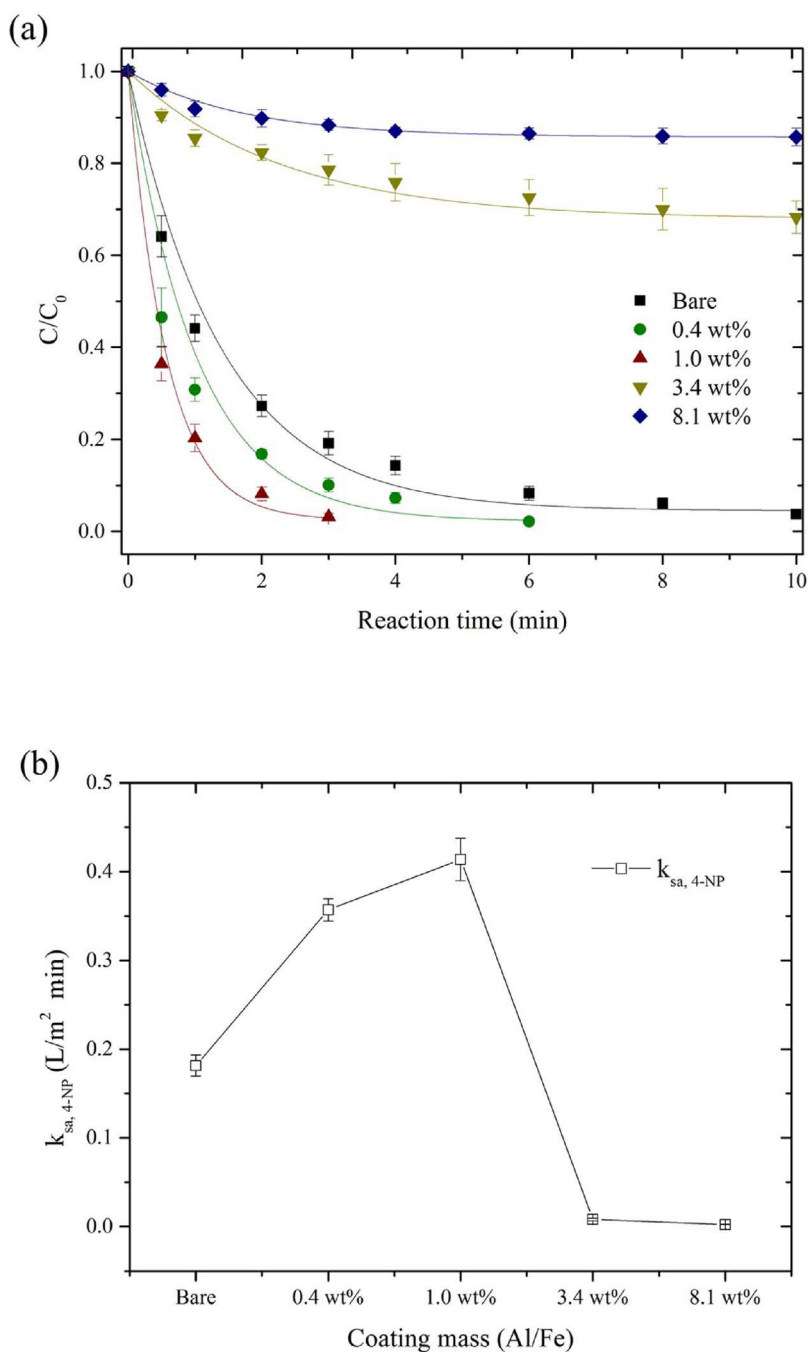 (a)
1.0
0.8
0.6
0.4
0.2
0.0
C/C0
Bare
0.4 wt%
1.0 wt%
3.4 wt%
8.1 wt%
0 2 4 6 8 10
Reaction time (min)
(b)
0.5
0.4
0.3
0.2
0.1
0.0
ksa, 4-NP (L/m2 min)
ksa, 4-NP
Bare 0.4 wt% 1.0 wt% 3.4 wt% 8.1 wt%
Coating mass (Al/Fe)